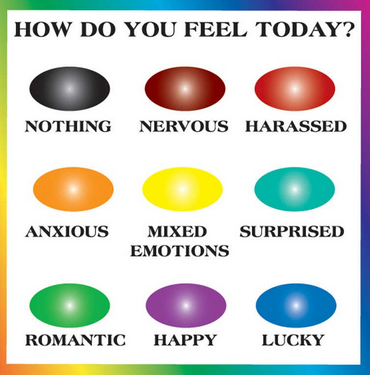 HOW DO YOU FEEL TODAY?
NOTHING NERVOUS HARASSED
ANXIOUS MIXED EMOTIONS SURPRISED
ROMANTIC HAPPY LUCKY